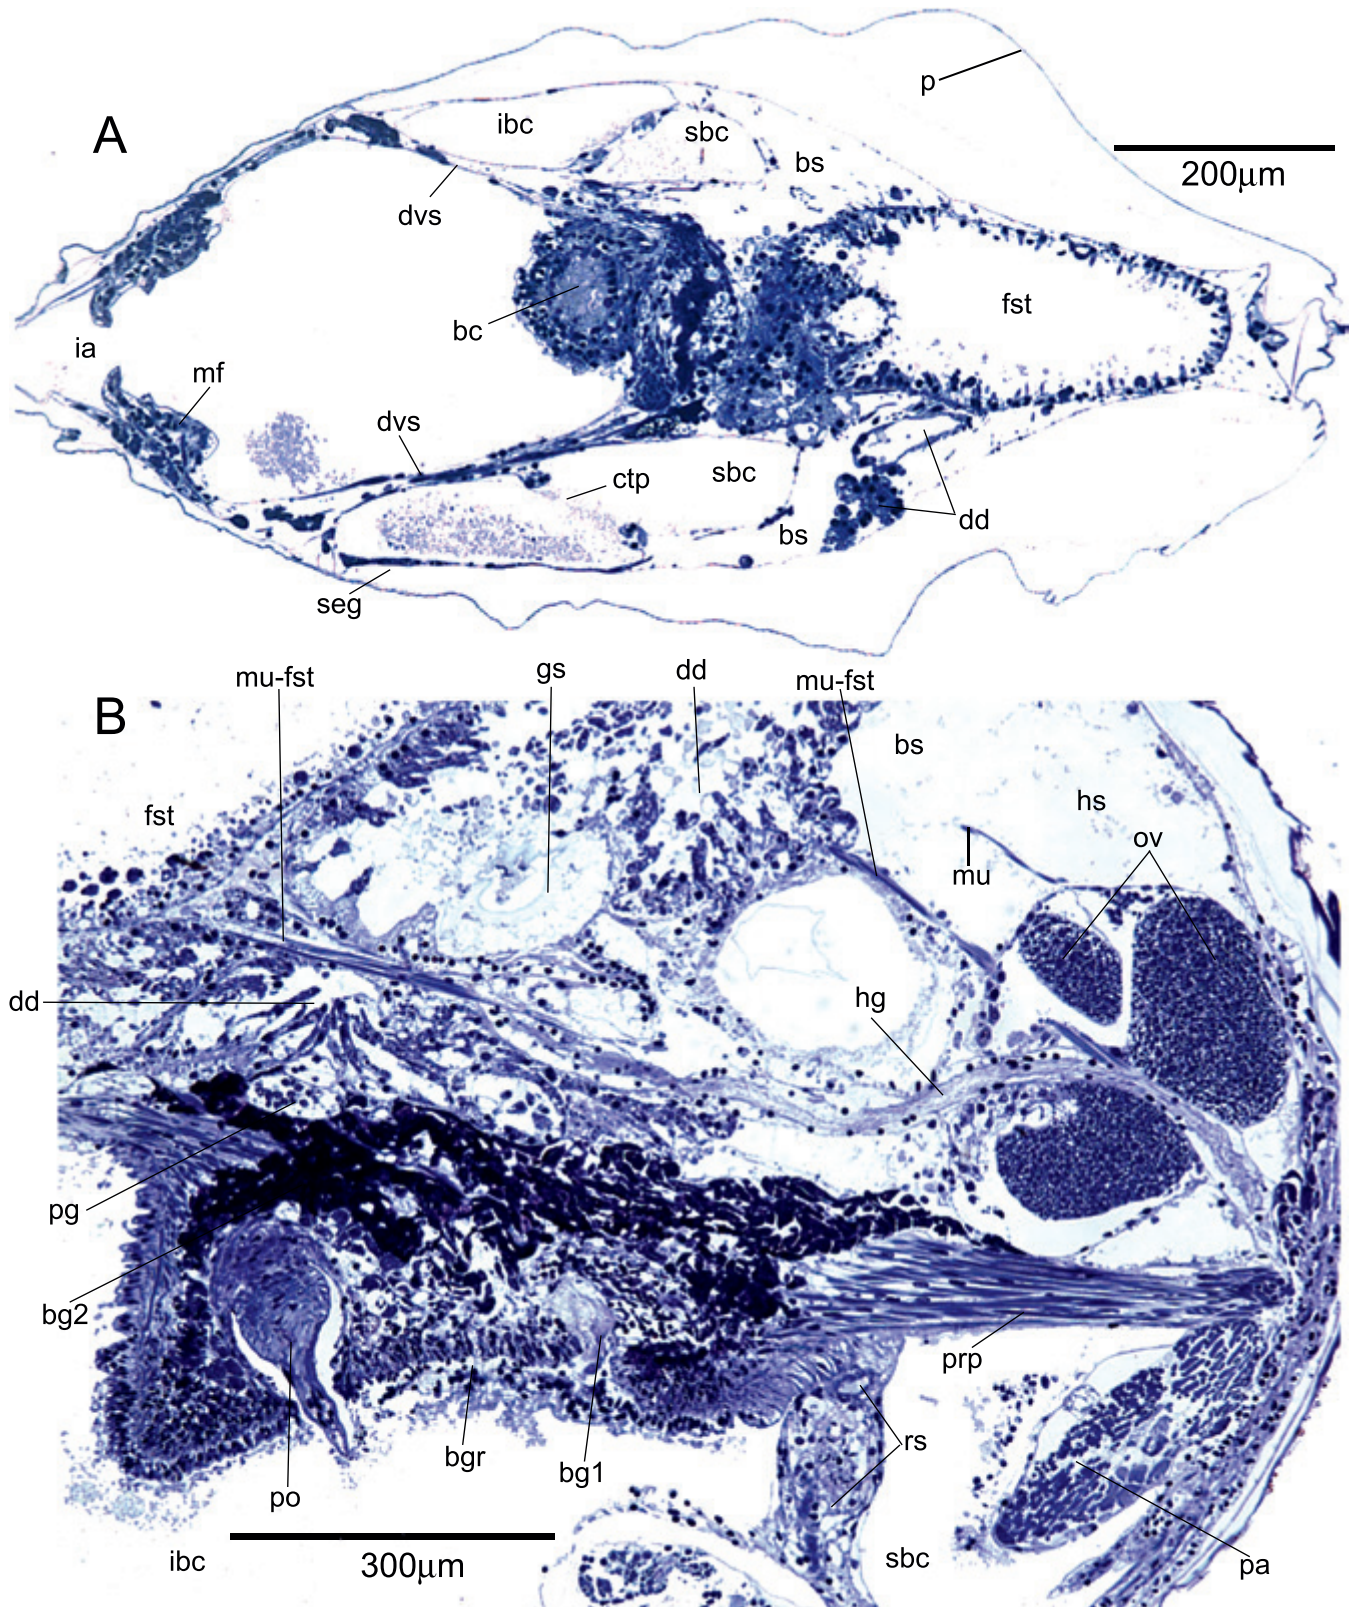 p
A
ibc
sbc
bs
200μm
dvs
fst
bc
ia
mf
dvs
ctp
sbc
dd
bs
seg
mu-fst
gs
dd
mu-fst
B
bs
hs
fst
ov
mu
dd
hg
pg
bg2
prp
rs
bgr
bg1
po
300μm
ibc
sbc
pa